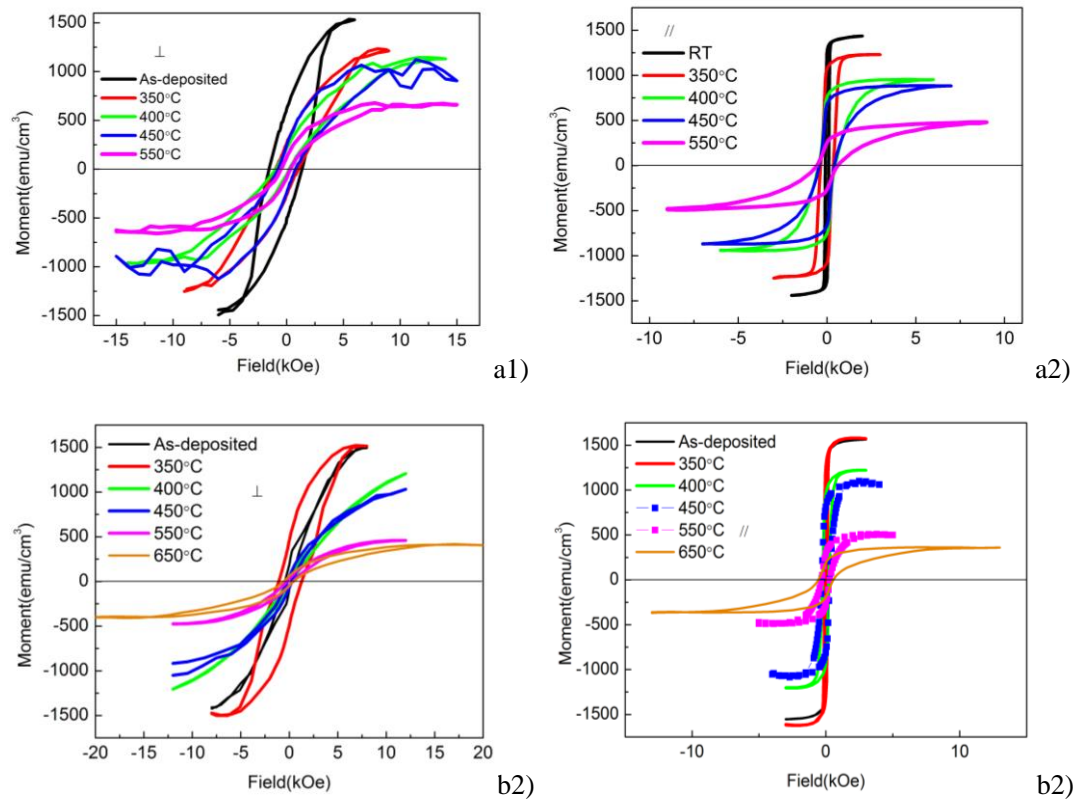 1500
1000
500
0
-500
-1000
-1500
Moment(emu/cm³)
⊥
As-deposited
350°C
400°C
450°C
550°C
-15 -10 -5 0 5 10 15
Field(kOe)
a1)
1500
1000
500
0
-500
-1000
-1500
Moment(emu/cm³)
//
RT
350°C
400°C
450°C
550°C
-10 -5 0 5 10
Field(kOe)
a2)
1500
1000
500
0
-500
-1000
-1500
Moment(emu/cm³)
As-deposited
350°C
400°C
450°C
550°C
650°C
⊥
-20 -15 -10 -5 0 5 10 15 20
Field(kOe)
b2)
1500
1000
500
0
-500
-1000
-1500
Moment(emu/cm³)
As-deposited
350°C
400°C
450°C
550°C
650°C
//
-10 0 10
Field(kOe)
b2)